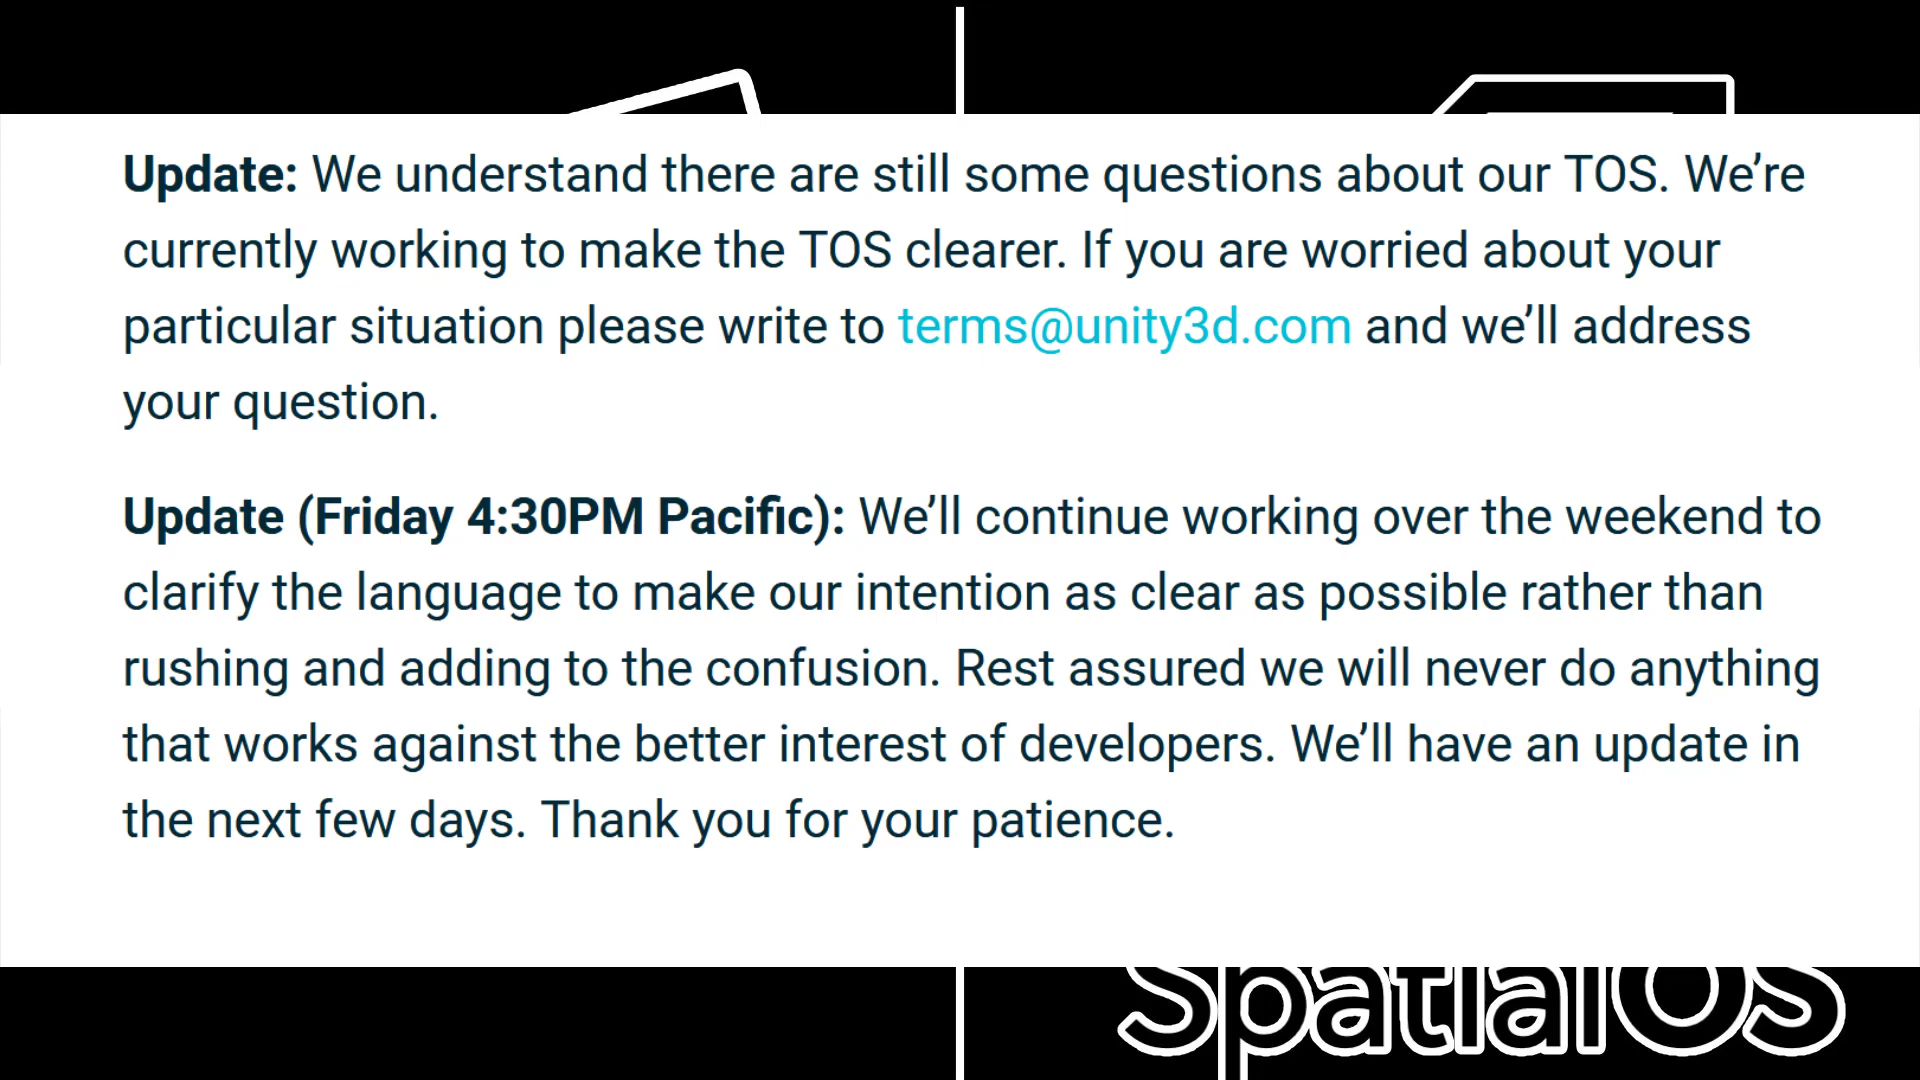 Update: We understand there are still some questions about our TOS. We’re
currently working to make the TOS clearer. If you are worried about your
particular situation please write to terms@unity3d.com and we’ll address
your question.
Update (Friday 4:30PM Pacific): We’ll continue working over the weekend to
clarify the language to make our intention as clear as possible rather than
rushing and adding to the confusion. Rest assured we will never do anything
that works against the better interest of developers. We’ll have an update in
the next few days. Thank you for your patience.
SpatialOS